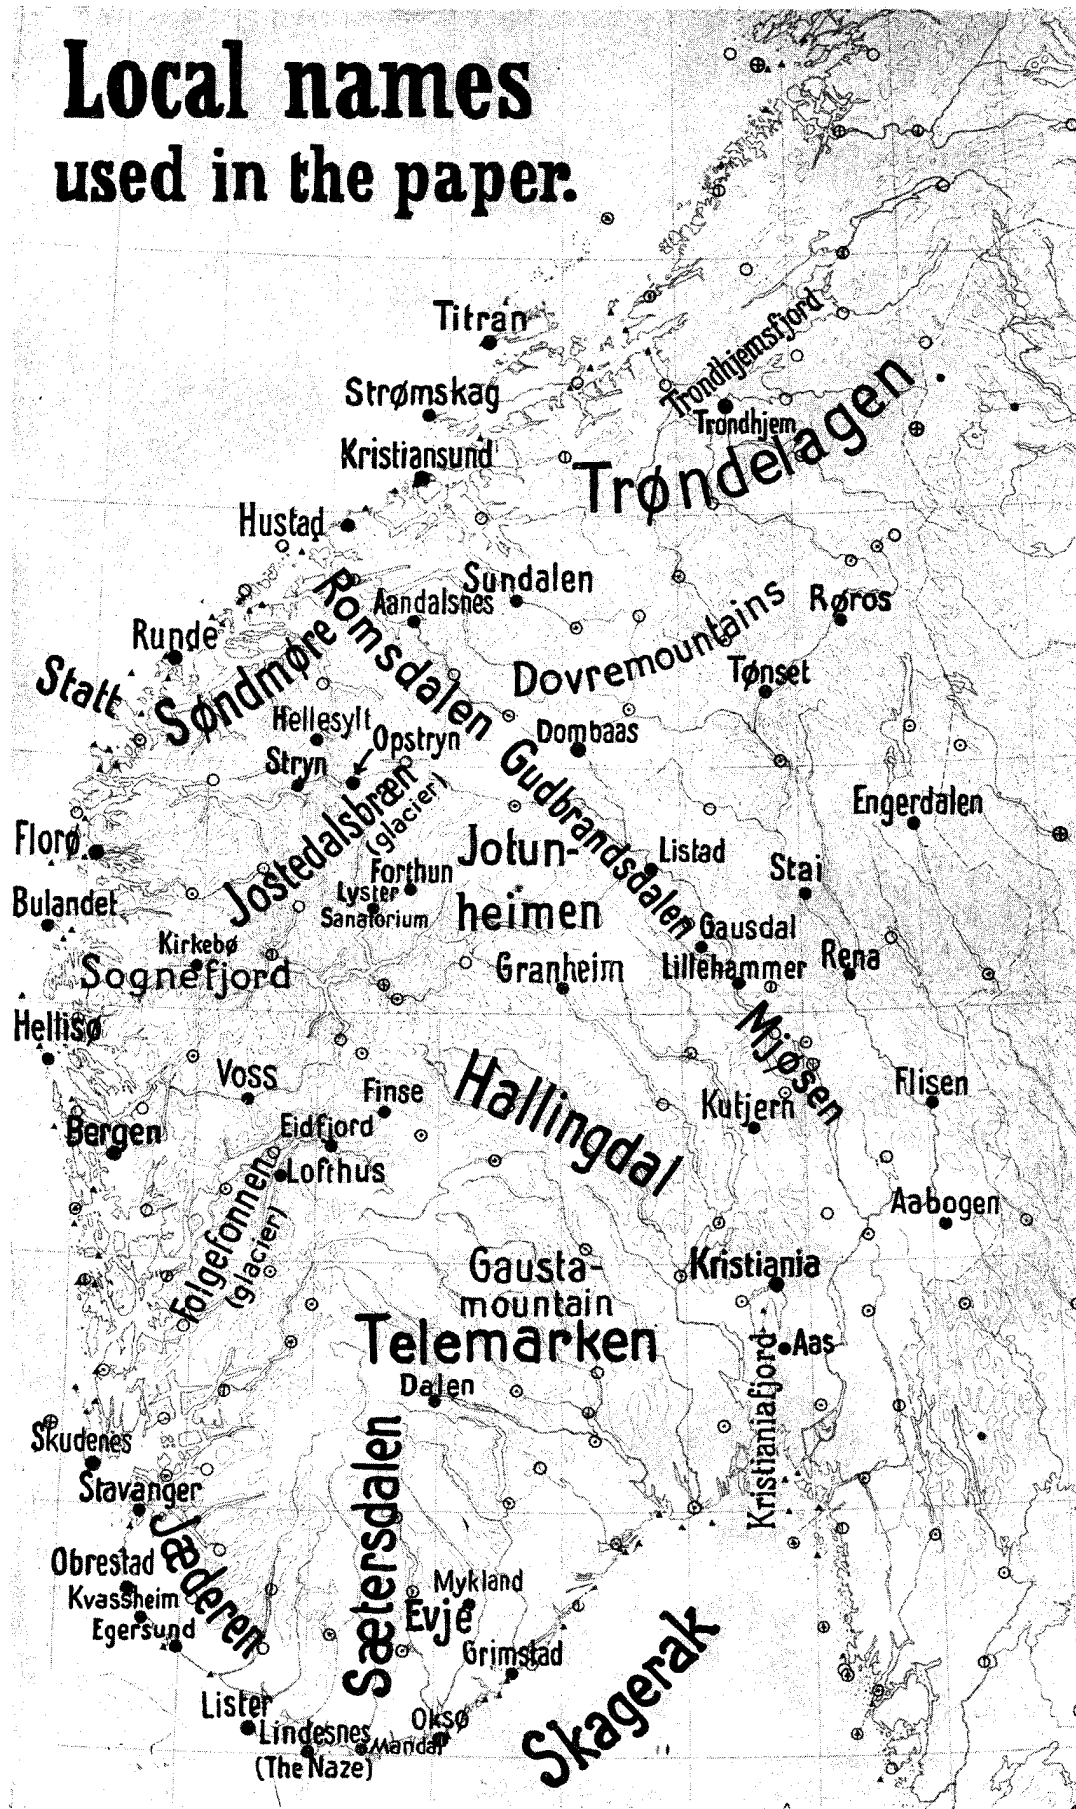 Local names
used in the paper.
Titran
Trondhjemsfjord
Strømskag
Trondhjem
Trøndelagen
Kristiansund
Hustad
Sundalen
Aandalsnes
Romsdalen
Røros
Runde
Dovremountains
Tønset
Statt
Søndmøre
Hellesylt
Opstryn
Dombaas
Stryn
Gudbrandsdalen
Jostedalsbræn
(glacier)
Engerdalen
Florø
Jotun-
heimen
Listad
Stai
Forthun
Lyster
Sanatorium
Bulandet
Gausdal
Kirkebø
Sognefjord
Granheim
Lillehammer
Rena
Hellisø
Mjøsen
Voss
Finse
Hallingdal
Kutjern
Flisen
Bergen
Eidfjord
Lofthus
Folgefonnen
(glacier)
Aabogen
Gausta-
mountain
Kristiania
Telemarken
Aas
Dalen
Kristianiafjord
Skudenes
Stavanger
Sætersdalen
Jæderen
Obrestad
Kvassheim
Egersund
Mykland
Evje
Grimstad
Skagerak
Lister
Lindesnes
(The Naze)
Mandal
Oksø